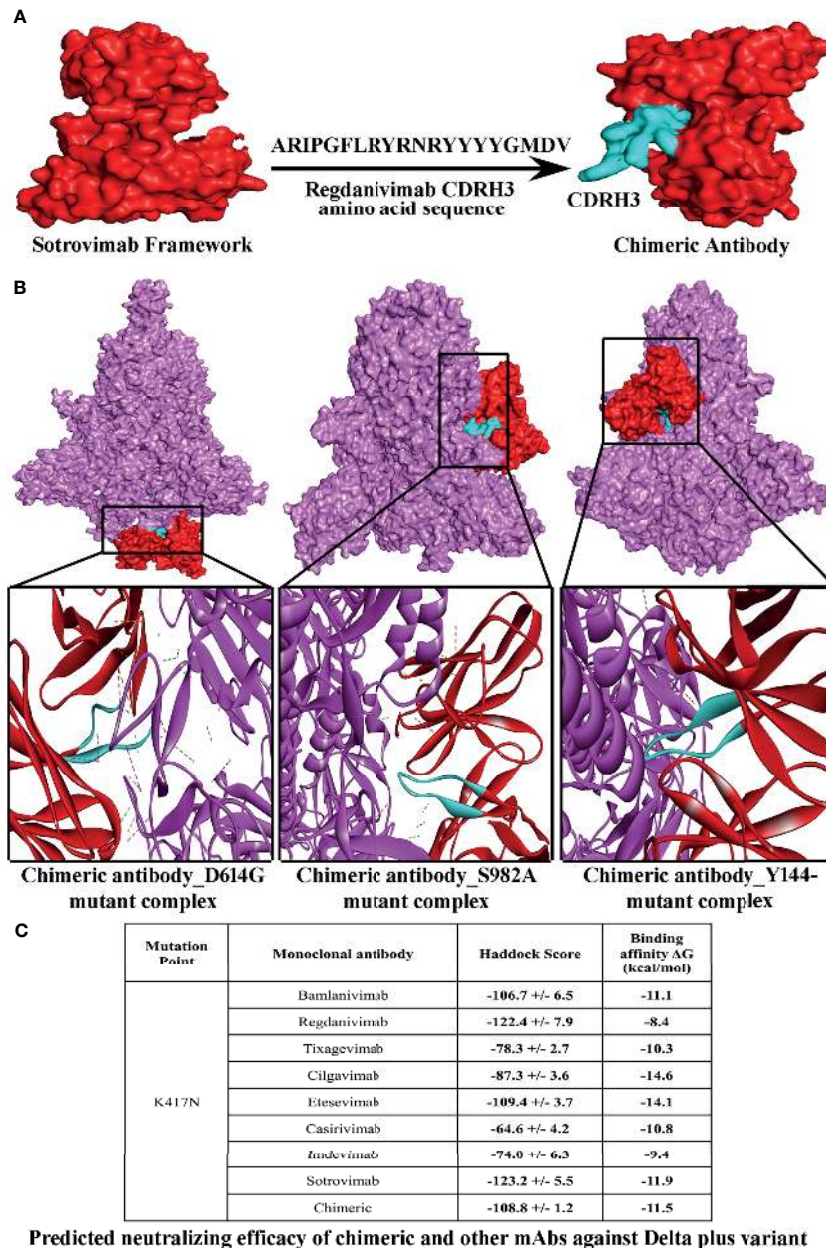 A
ARIPGFLRYRNRYYYYGMDV
Regdanivimab CDRH3
amino acid sequence
CDRH3
Sotrovimab Framework
Chimeric Antibody
B
Chimeric antibody_D614G
mutant complex
Chimeric antibody_S982A
mutant complex
Chimeric antibody_Y144-
mutant complex
C
Mutation Point Monoclonal antibody Haddock Score Binding affinity ΔG (kcal/mol)
K417N
Bamlanivimab -106.7 +/- 6.5 -11.1
Regdanivimab -122.4 +/- 7.9 -8.4
Tixagevimab -78.3 +/- 2.7 -10.3
Cilgavimab -87.3 +/- 3.6 -14.6
Etesevimab -109.4 +/- 3.7 -14.1
Casirivimab -64.6 +/- 4.2 -10.8
Imdevimab -74.0 +/- 6.3 -9.4
Sotrovimab -123.2 +/- 5.5 -11.9
Chimeric -108.8 +/- 1.2 -11.5
Predicted neutralizing efficacy of chimeric and other mAbs against Delta plus variant